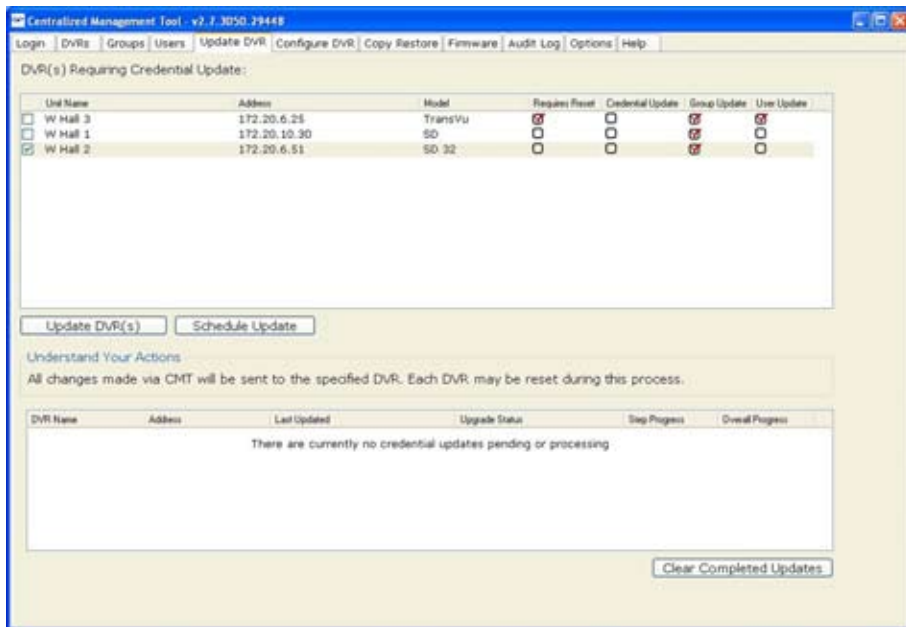 Centralized Management Tool - v2.7.3050.29448
Login DVRs Groups Users Update DVR Configure DVR Copy Restore Firmware Audit Log Options Help
DVR(s) Requiring Credential Update:
Unit Name Address Model Requires Reset Credential Update Group Update User Update
W Hall 3 172.20.6.25 TransVu
W Hall 1 172.20.10.30 SD
W Hall 2 172.20.6.51 SD 32
Update DVR(s) Schedule Update
Understand Your Actions
All changes made via CMT will be sent to the specified DVR. Each DVR may be reset during this process.
DVR Name Address Last Updated Upgrade Status Step Progress Overall Progress
There are currently no credential updates pending or processing
Clear Completed Updates